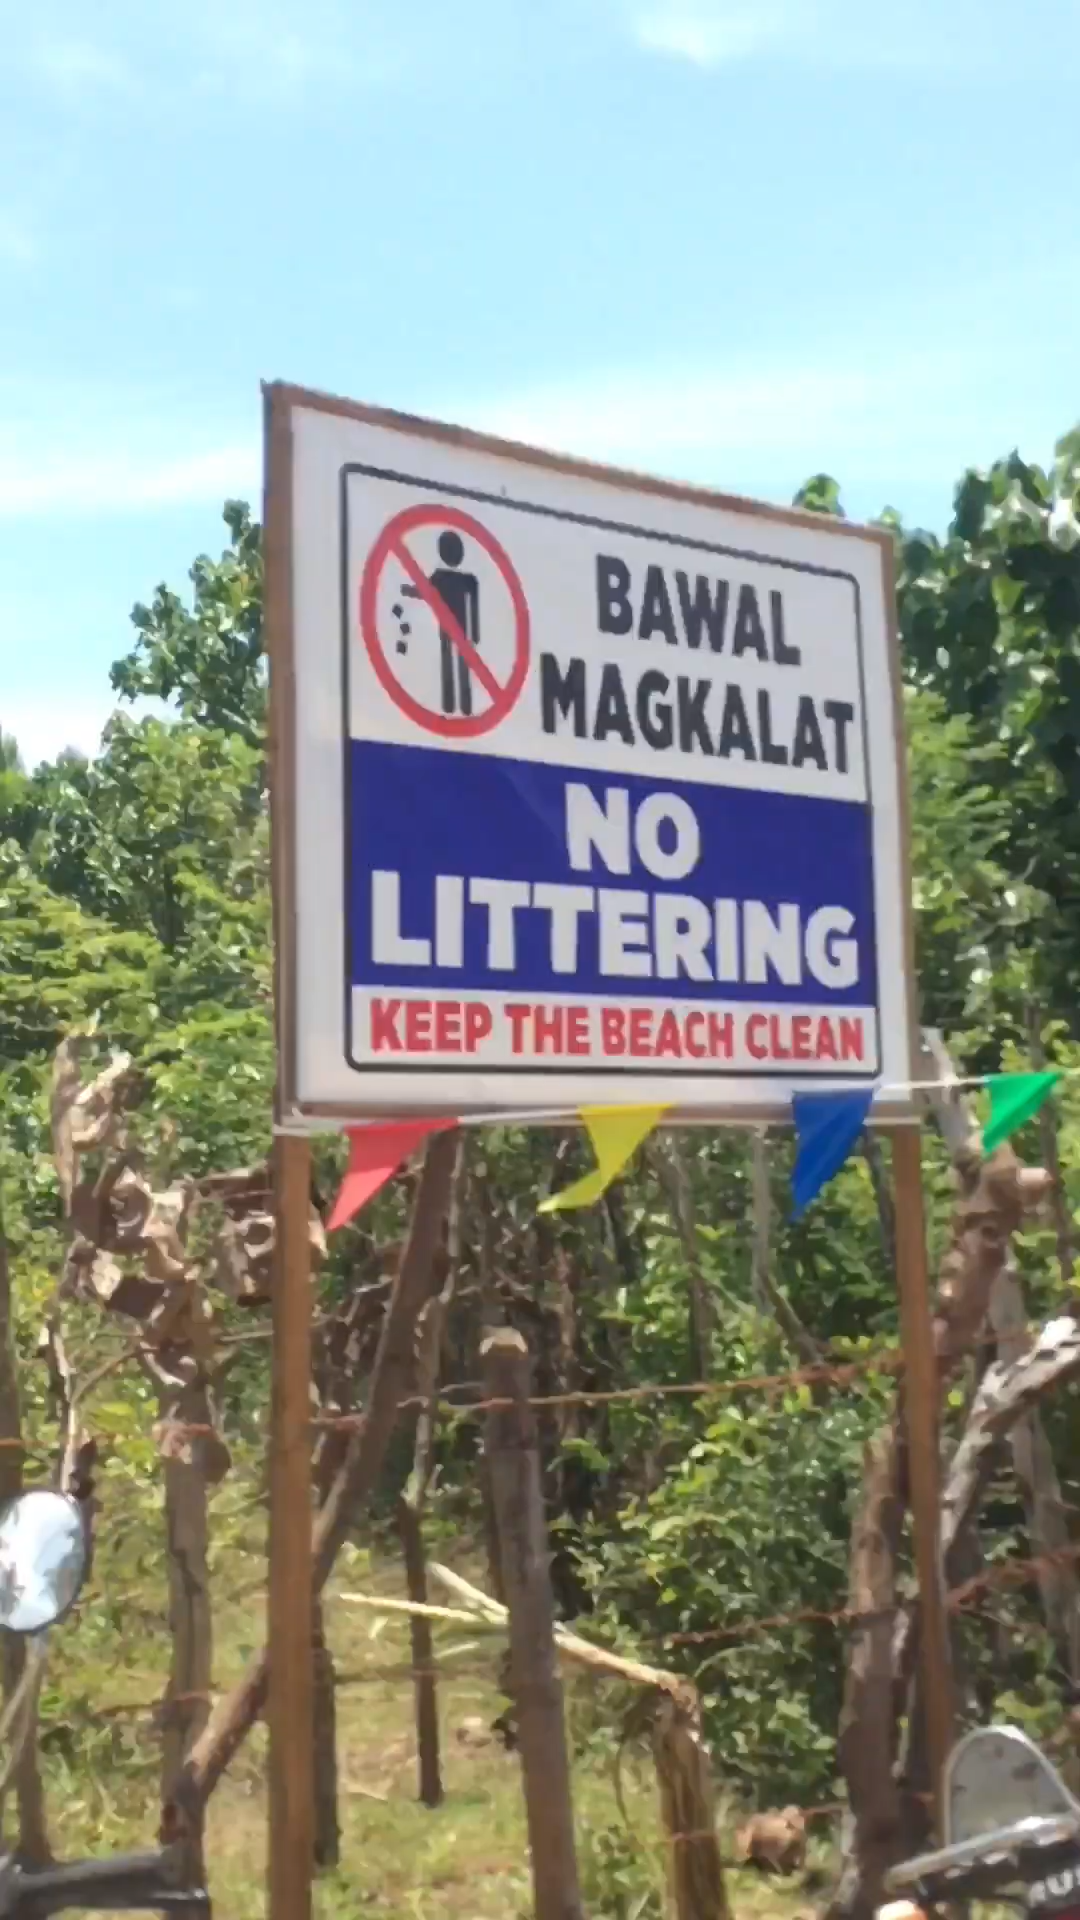 BAWAL
MAGKALAT
NO
LITTERING
KEEP THE BEACH CLEAN